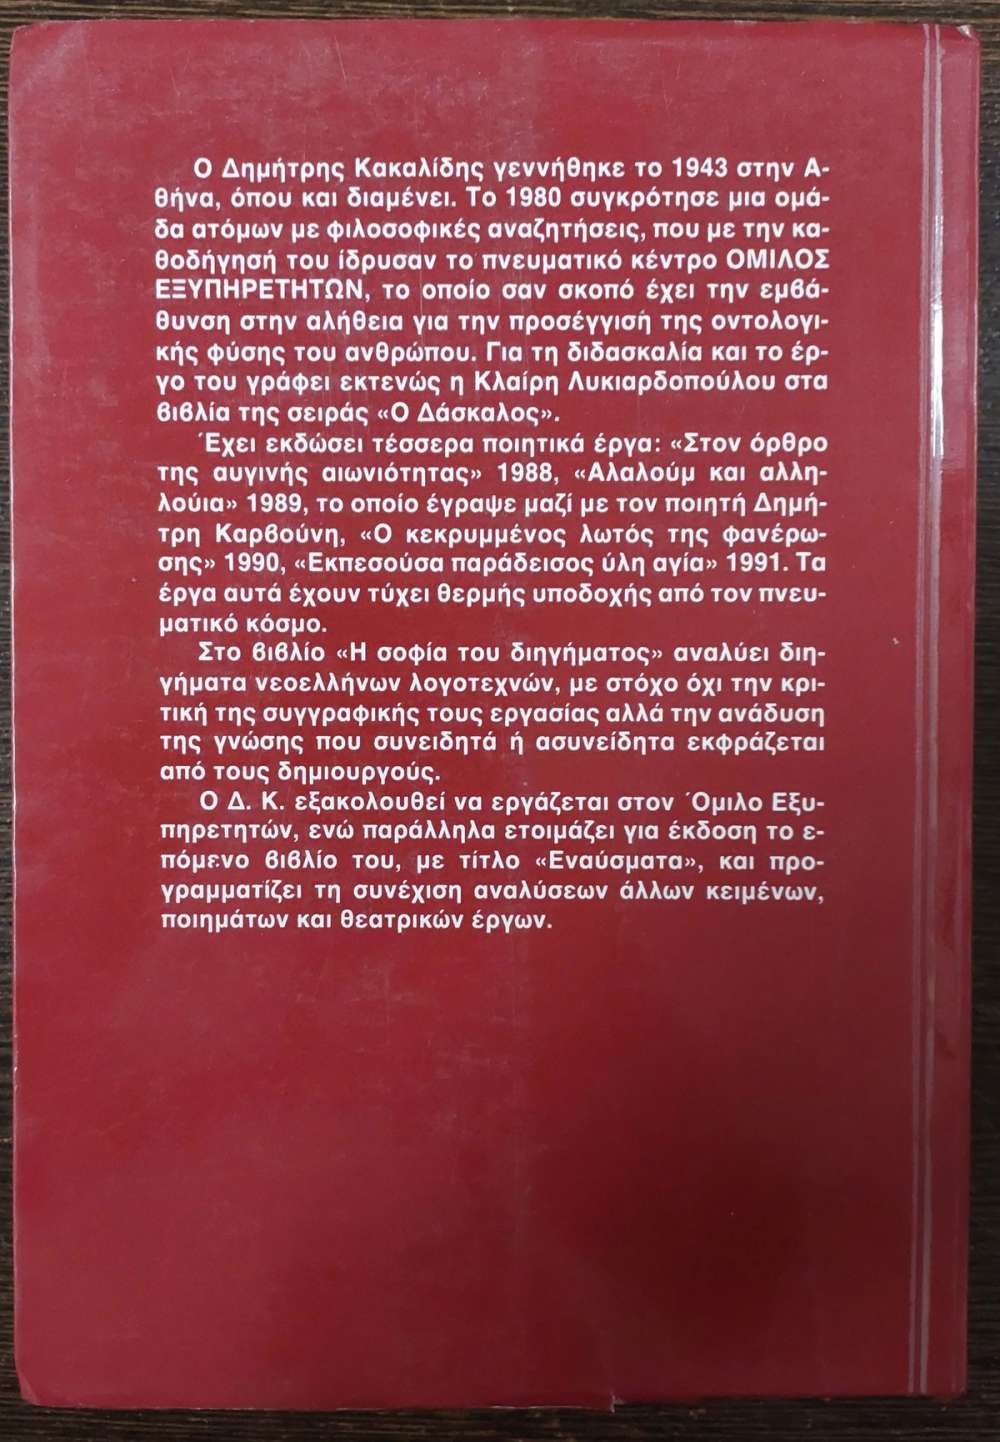 Ο Δημήτρης Κακαλίδης γεννήθηκε το 1943 στην Α-
θήνα, όπου και διαμένει. Το 1980 συγκρότησε μια ομά-
δα ατόμων με φιλοσοφικές αναζητήσεις, που με την κα-
θοδήγησή του ίδρυσαν το πνευματικό κέντρο ΟΜΙΛΟΣ
ΕΞΥΠΗΡΕΤΗΤΩΝ, το οποίο σαν σκοπό έχει την εμβά-
θυνση στην αλήθεια για την προσέγγιση της οντολογι-
κής φύσης του ανθρώπου. Για τη διδασκαλία και το έρ-
γο του γράφει εκτενώς η Κλαίρη Λυκιαρδοπούλου στα
βιβλία της σειράς «Ο Δάσκαλος».
Έχει εκδώσει τέσσερα ποιητικά έργα: «Στον όρθρο
της αυγινής αιωνιότητας» 1988, «Αλαλούμ και αλλη-
λούια» 1989, το οποίο έγραψε μαζί με τον ποιητή Δημή-
τρη Καρβούνη, «Ο κεκρυμμένος λωτός της φανέρω-
σης» 1990, «Εκπεσούσα παράδεισος ύλη αγία» 1991. Τα
έργα αυτά έχουν τύχει θερμής υποδοχής από τον πνευ-
ματικό κόσμο.
Στο βιβλίο «Η σοφία του διηγήματος» αναλύει διη-
γήματα νεοελλήνων λογοτεχνών, με στόχο όχι την κρι-
τική της συγγραφικής τους εργασίας αλλά την ανάδυση
της γνώσης που συνειδητά ή ασυνείδητα εκφράζεται
από τους δημιουργούς.
Ο Δ. Κ. εξακολουθεί να εργάζεται στον Όμιλο Εξυ-
πηρετητών, ενώ παράλληλα ετοιμάζει για έκδοση το ε-
πόμενο βιβλίο του, με τίτλο «Εναύσματα», και προ-
γραμματίζει τη συνέχιση αναλύσεων άλλων κειμένων,
ποιημάτων και θεατρικών έργων.